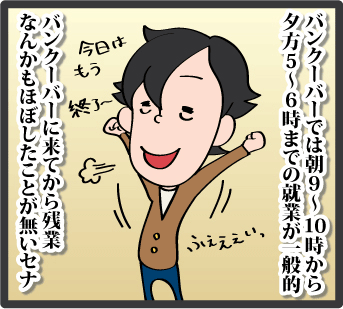 バンクーバーでは朝9～10時から
夕方5～6時までの就業が一般的
今日は
もう
終了～
ふえぇぇい。
バンクーバーに来てから残業
なんかもほぼしたことが無いセナ